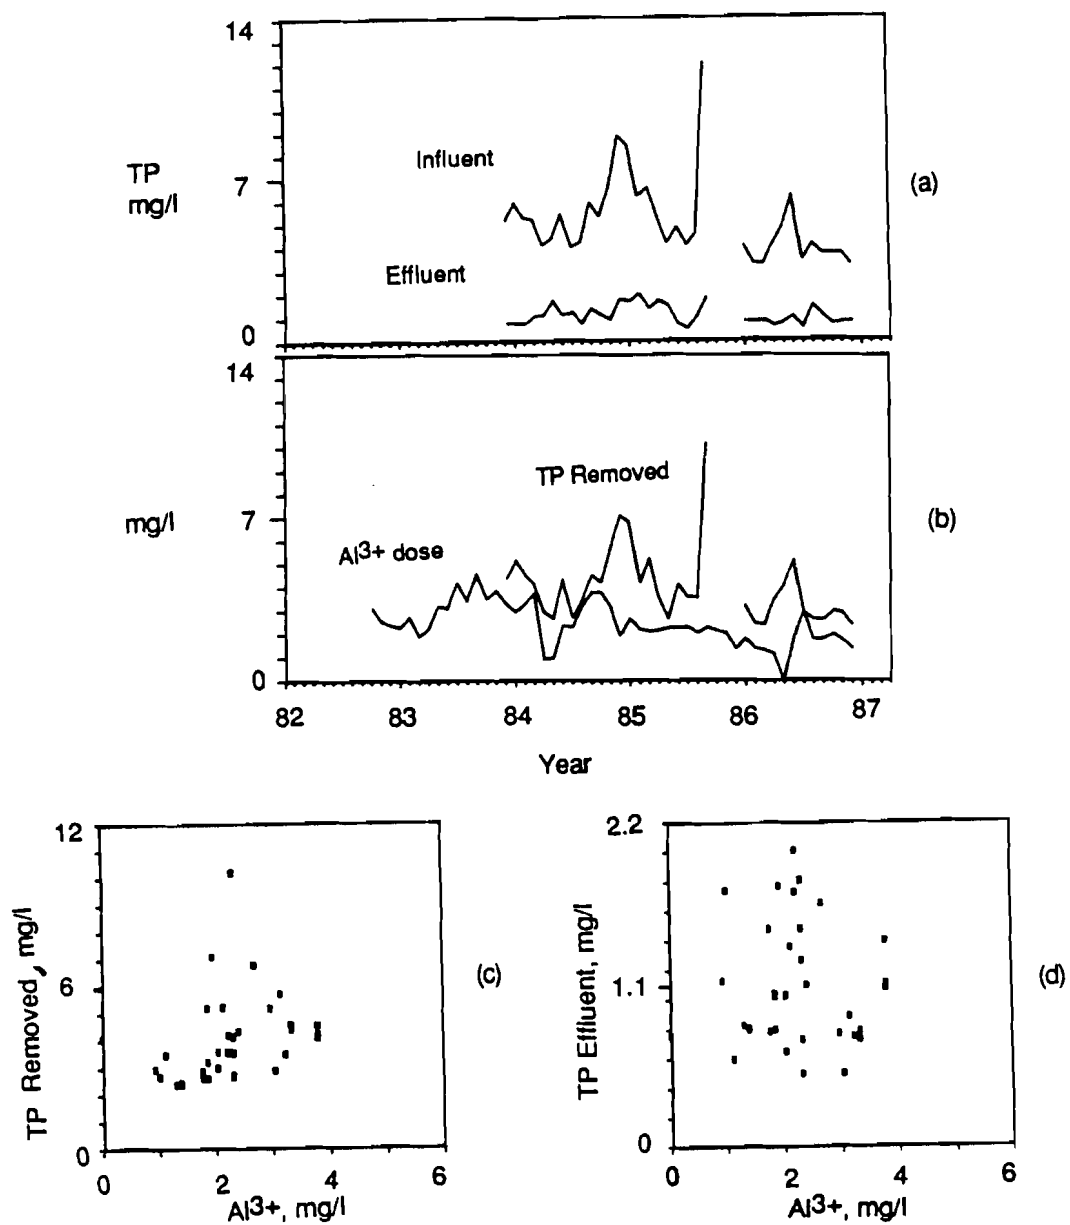 14
Influent
TP
mg/l
7
(a)
Effluent
0
14
TP Removed
mg/l
7
(b)
Al3+ dose
0
82 83 84 85 86 87
Year
12
TP Removed, mg/l
6
(c)
0
0 2 4 6
Al3+, mg/l
2.2
TP Effluent, mg/l
1.1
(d)
0
0 2 4 6
Al3+, mg/l